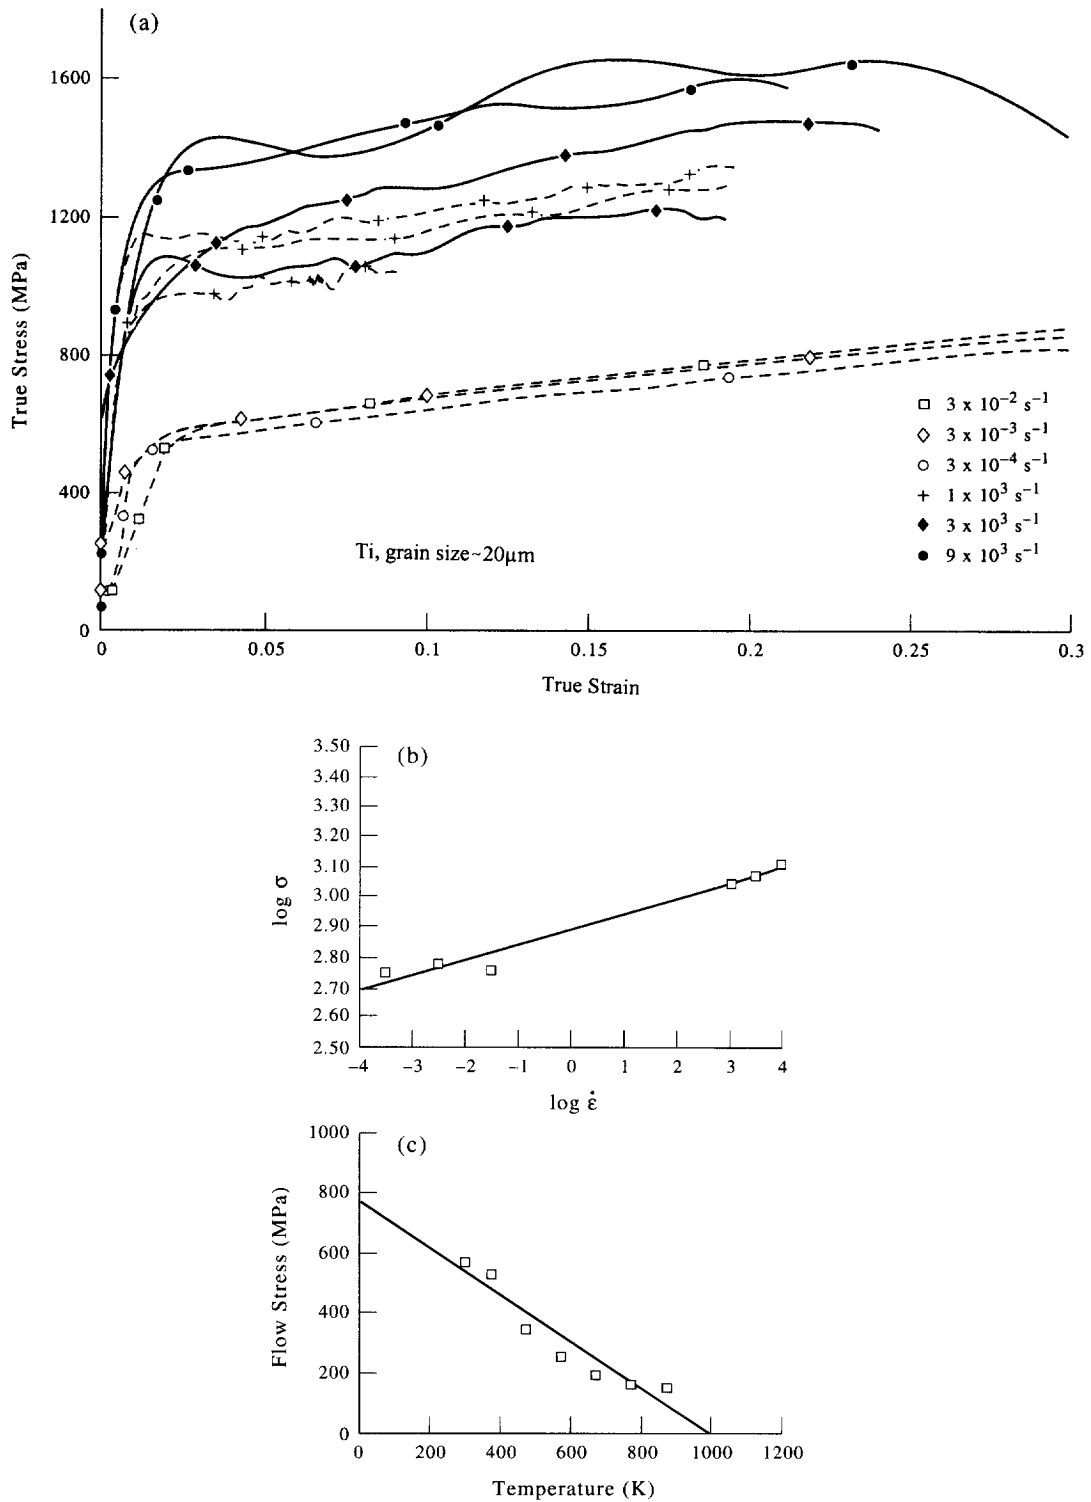 (a)
1600
1200
800
400
0
True Stress (MPa)
0 0.05 0.1 0.15 0.2 0.25 0.3
True Strain
Ti, grain size~20μm
3 x 10⁻² s⁻¹
3 x 10⁻³ s⁻¹
3 x 10⁻⁴ s⁻¹
1 x 10³ s⁻¹
3 x 10³ s⁻¹
9 x 10³ s⁻¹
(b)
3.50
3.40
3.30
3.20
3.10
3.00
2.90
2.80
2.70
2.60
2.50
log σ
−4 −3 −2 −1 0 1 2 3 4
log ε̇
(c)
1000
800
600
400
200
0
Flow Stress (MPa)
0 200 400 600 800 1000 1200
Temperature (K)